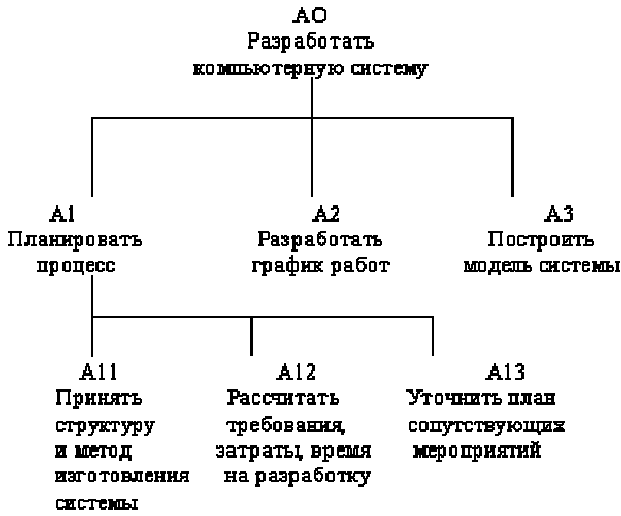 А0
Разработать
компьютерную систему
А1
Планировать
процесс
А2
Разработать
график работ
А3
Построить
модель системы
А11
Принять
структуру
и метод
изготовления
системы
А12
Рассчитать
требования,
затраты, время
на разработку
А13
Уточнить план
сопутствующих
мероприятий